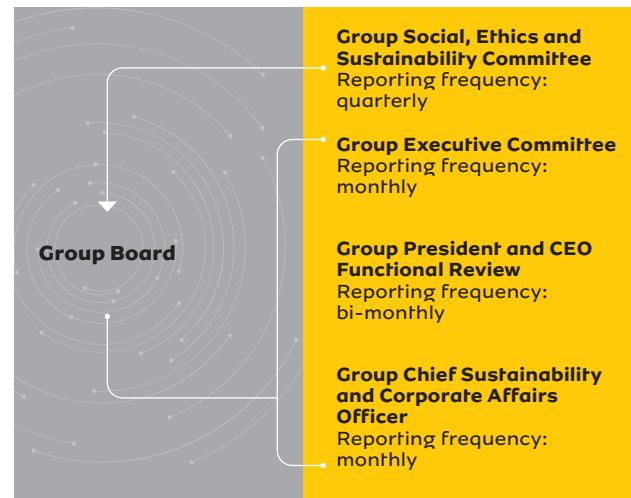 Group Social, Ethics and
Sustainability Committee
Reporting frequency:
quarterly
Group Executive Committee
Reporting frequency:
monthly
Group Board
Group President and CEO
Functional Review
Reporting frequency:
bi-monthly
Group Chief Sustainability
and Corporate Affairs
Officer
Reporting frequency:
monthly